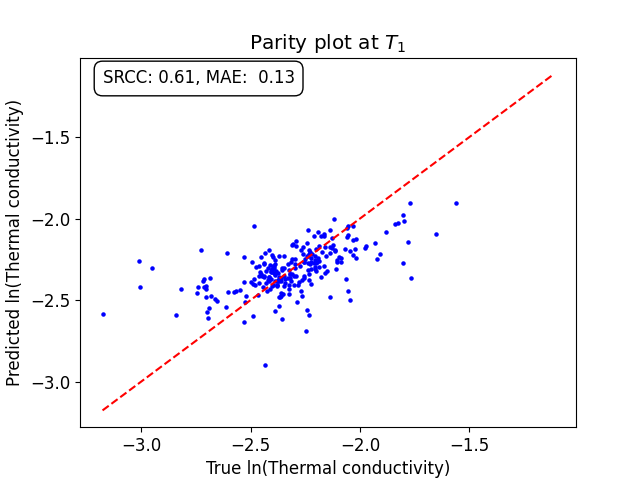 Parity plot at T₁
SRCC: 0.61, MAE:  0.13
Predicted ln(Thermal conductivity)
−1.5
−2.0
−2.5
−3.0
−3.0 −2.5 −2.0 −1.5
True ln(Thermal conductivity)